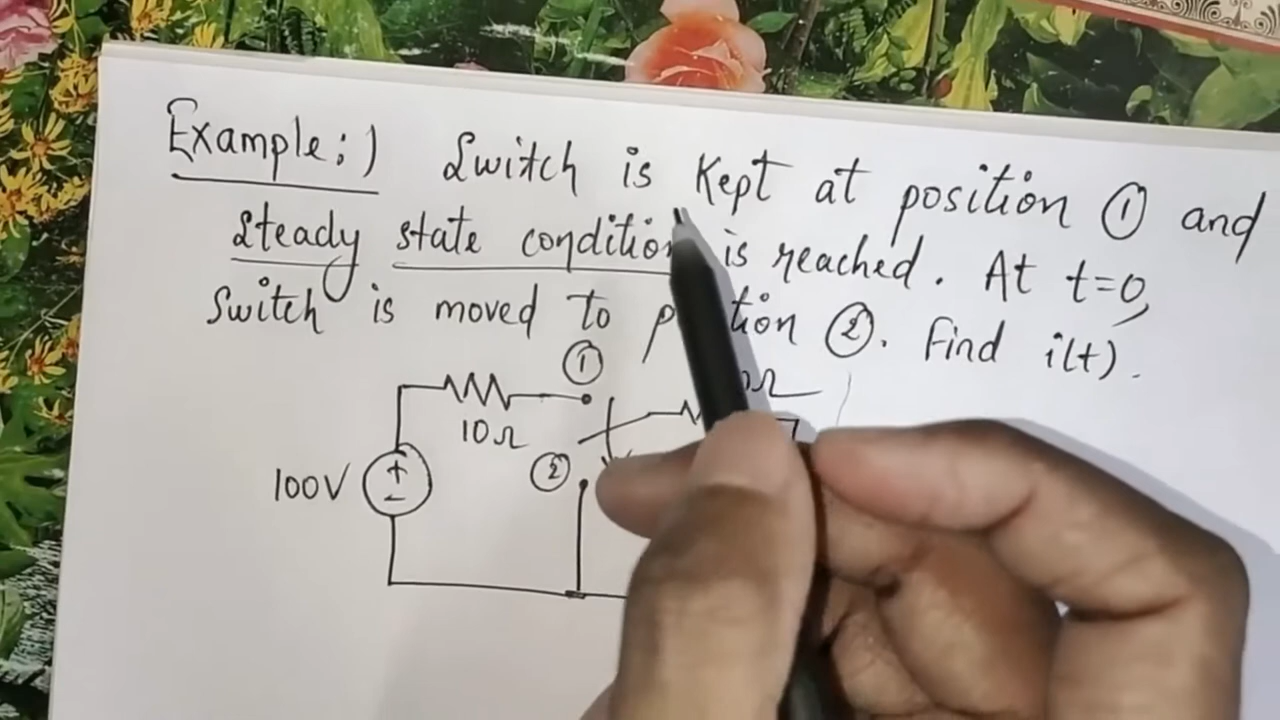 Example:) Switch is kept at position ① and
steady state condition is reached. At t=0,
Switch is moved to ②. Find i(t).
①
10Ω
②
100V
+
-